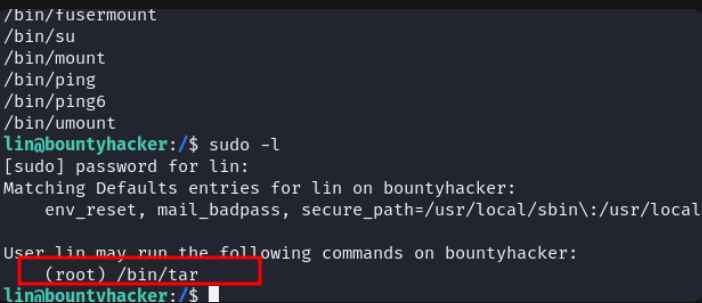 /bin/fusermount
/bin/su
/bin/mount
/bin/ping
/bin/ping6
/bin/umount
lin@bountyhacker:/$ sudo -l
[sudo] password for lin:
Matching Defaults entries for lin on bountyhacker:
    env_reset, mail_badpass, secure_path=/usr/local/sbin\:/usr/local
User lin may run the following commands on bountyhacker:
    (root) /bin/tar
lin@bountyhacker:/$